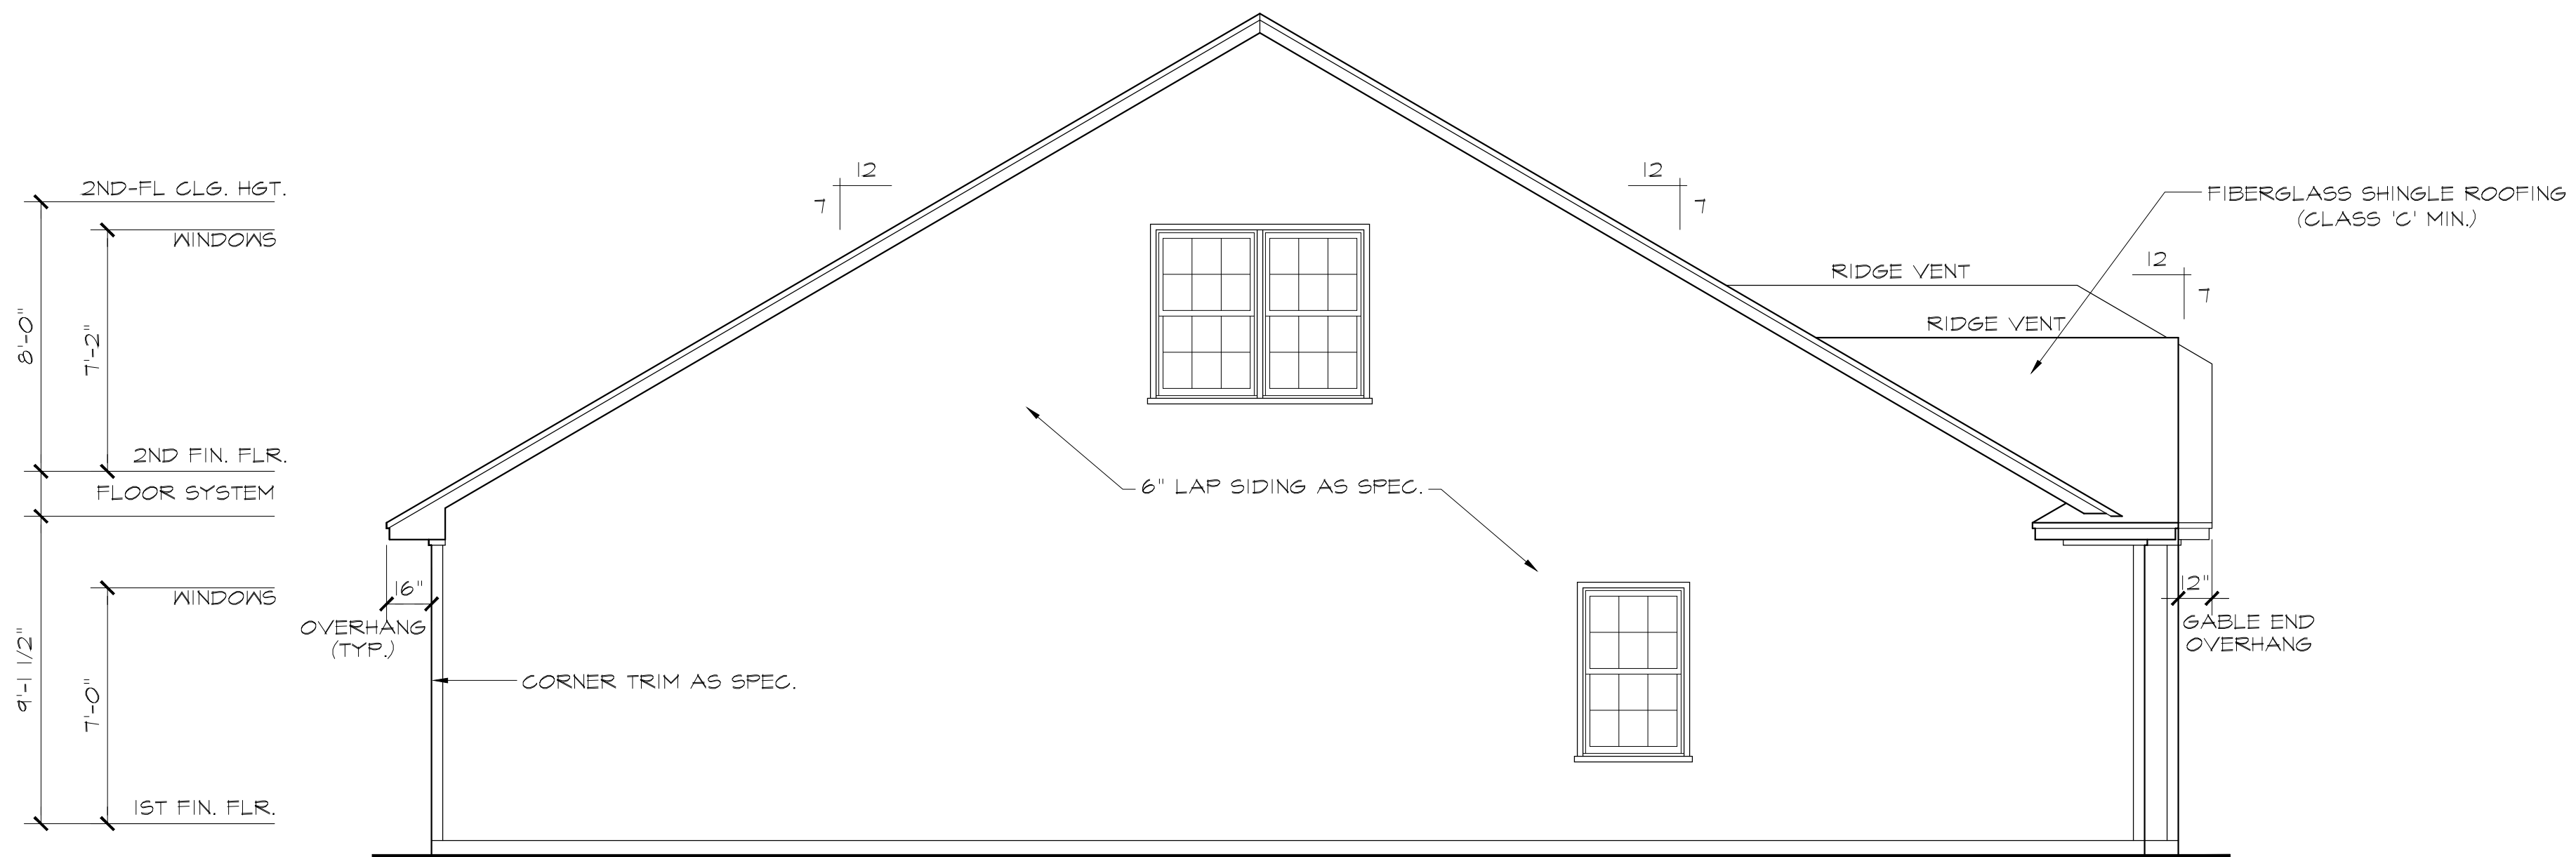 2ND-FL CLG. HGT.
WINDOWS
8'-0"
7'-2"
2ND FIN. FLR.
FLOOR SYSTEM
WINDOWS
9'-1 1/2"
7'-0"
1ST FIN. FLR.
12
7
12
7
FIBERGLASS SHINGLE ROOFING
(CLASS 'C' MIN.)
RIDGE VENT
12
7
RIDGE VENT
6" LAP SIDING AS SPEC.
16"
OVERHANG
(TYP.)
12"
GABLE END
OVERHANG
CORNER TRIM AS SPEC.